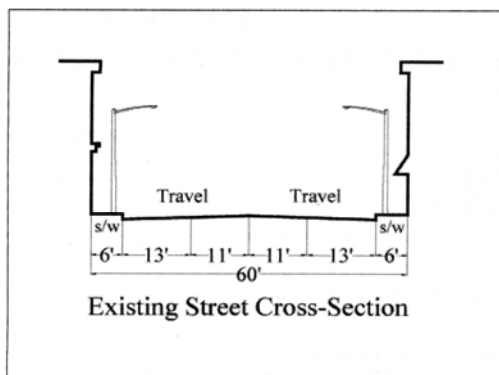 Travel Travel
s/w s/w
6' 13' 11' 11' 13' 6'
60'
Existing Street Cross-Section